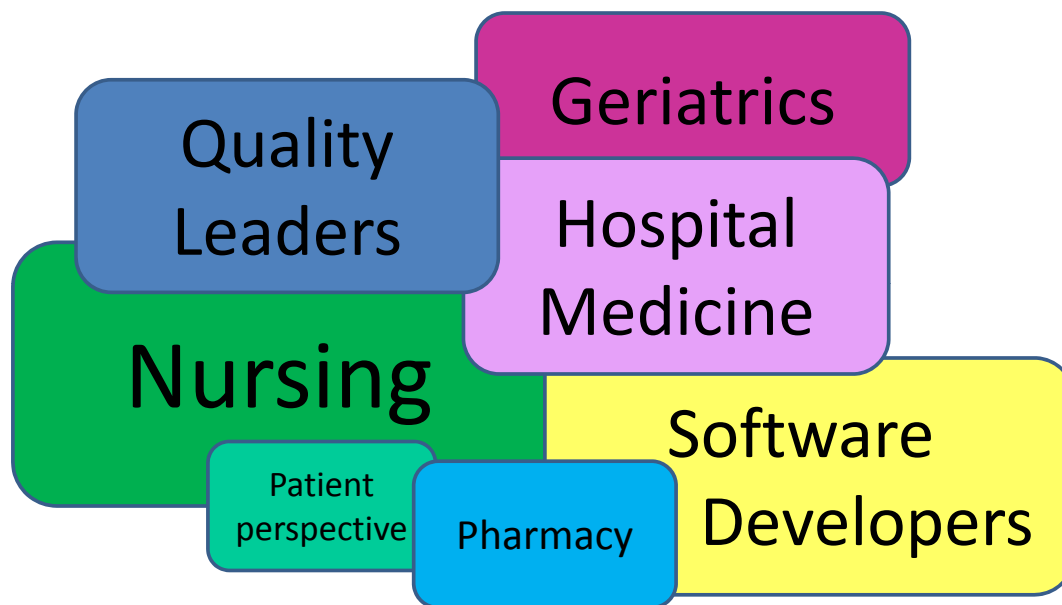 Geriatrics
Quality
Leaders
Hospital
Medicine
Nursing
Software
Developers
Patient
perspective
Pharmacy